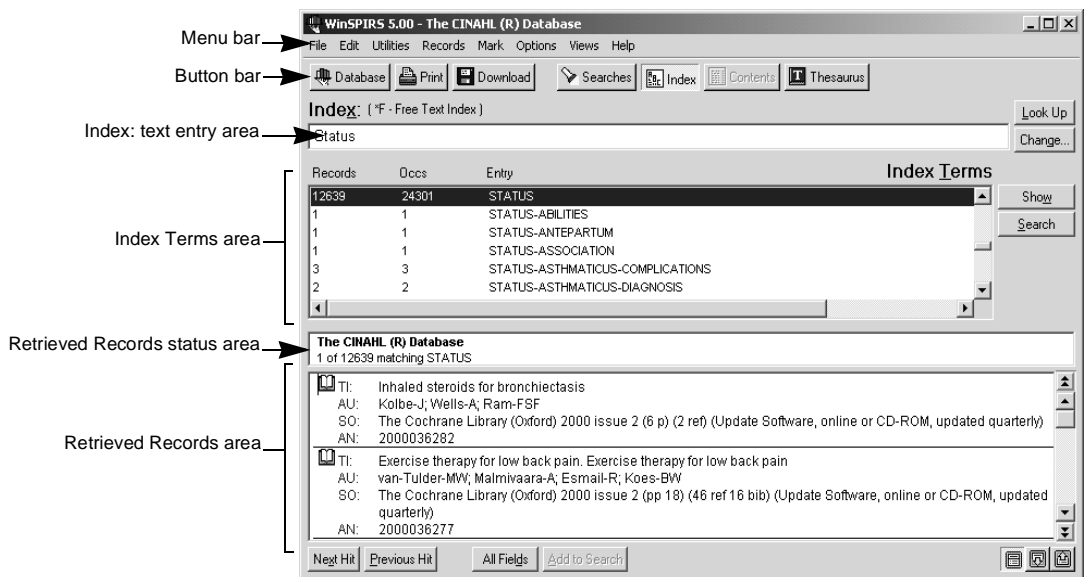 WinSPIRS 5.00 - The CINAHL (R) Database
Menu bar
File Edit Utilities Records Mark Options Views Help
Button bar
Database Print Download Searches Index Contents Thesaurus
Index: ( *F - Free Text Index )
Look Up
Index: text entry area
Status
Change...
Records Occs Entry Index Terms
12639 24301 STATUS
Show
1 1 STATUS-ABILITIES
1 1 STATUS-ANTEPARTUM
Search
Index Terms area
1 1 STATUS-ASSOCIATION
3 3 STATUS-ASTHMATICUS-COMPLICATIONS
2 2 STATUS-ASTHMATICUS-DIAGNOSIS
Retrieved Records status area
The CINAHL (R) Database
1 of 12639 matching STATUS
TI: Inhaled steroids for bronchiectasis
AU: Kolbe-J; Wells-A; Ram-FSF
SO: The Cochrane Library (Oxford) 2000 issue 2 (6 p) (2 ref) (Update Software, online or CD-ROM, updated quarterly)
AN: 2000036282
Retrieved Records area
TI: Exercise therapy for low back pain. Exercise therapy for low back pain
AU: van-Tulder-MW; Malmivaara-A; Esmail-R; Koes-BW
SO: The Cochrane Library (Oxford) 2000 issue 2 (pp 18) (46 ref 16 bib) (Update Software, online or CD-ROM, updated
quarterly)
AN: 2000036277
Next Hit Previous Hit All Fields Add to Search